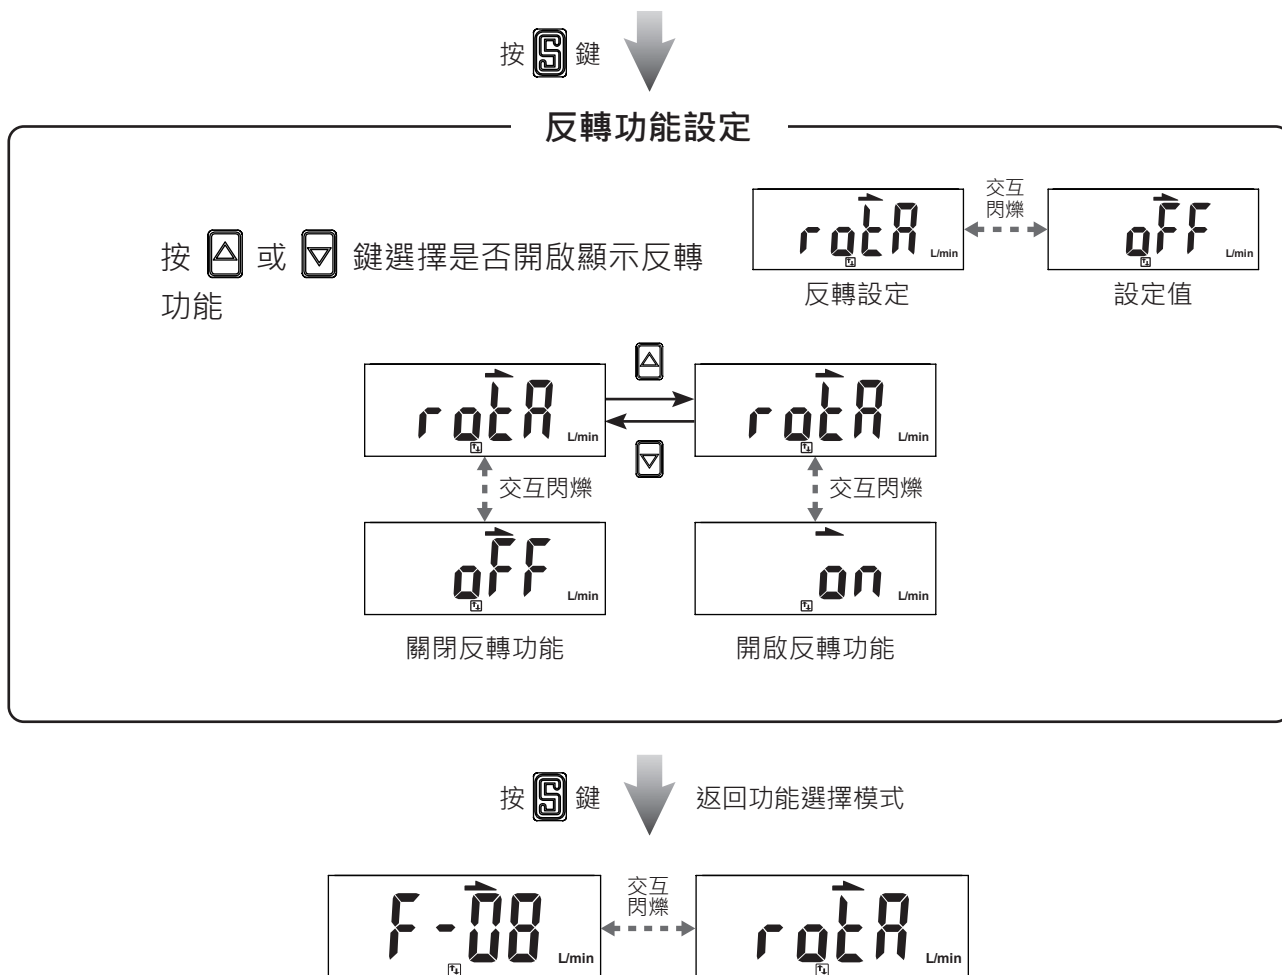 按 S 鍵
反轉功能設定
按 △ 或 ▽ 鍵選擇是否開啟顯示反轉
功能
rotA L/min
交互
閃爍
oFF L/min
反轉設定
設定值
rotA L/min
△
▽
rotA L/min
交互閃爍
交互閃爍
oFF L/min
on L/min
關閉反轉功能
開啟反轉功能
按 S 鍵
返回功能選擇模式
F-08 L/min
交互
閃爍
rotA L/min